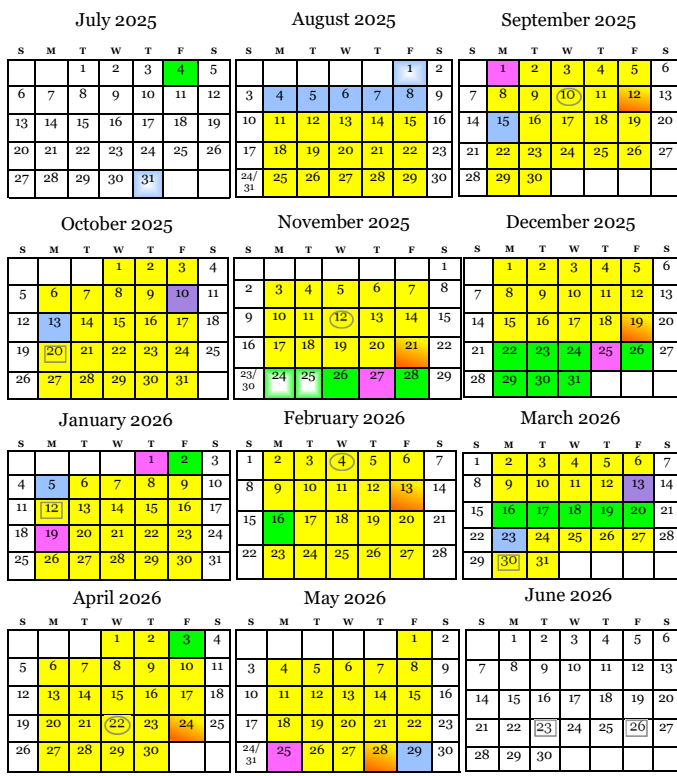 July 2025
S M T W T F S
1 2 3 4 5
6 7 8 9 10 11 12
13 14 15 16 17 18 19
20 21 22 23 24 25 26
27 28 29 30 31
August 2025
S M T W T F S
1 2
3 4 5 6 7 8 9
10 11 12 13 14 15 16
17 18 19 20 21 22 23
24/31 25 26 27 28 29 30
September 2025
S M T W T F S
1 2 3 4 5 6
7 8 9 10 11 12 13
14 15 16 17 18 19 20
21 22 23 24 25 26 27
28 29 30
October 2025
S M T W T F S
1 2 3 4
5 6 7 8 9 10 11
12 13 14 15 16 17 18
19 20 21 22 23 24 25
26 27 28 29 30 31
November 2025
S M T W T F S
1
2 3 4 5 6 7 8
9 10 11 12 13 14 15
16 17 18 19 20 21 22
23/30 24 25 26 27 28 29
December 2025
S M T W T F S
1 2 3 4 5 6
7 8 9 10 11 12 13
14 15 16 17 18 19 20
21 22 23 24 25 26 27
28 29 30 31
January 2026
S M T W T F S
1 2 3
4 5 6 7 8 9 10
11 12 13 14 15 16 17
18 19 20 21 22 23 24
25 26 27 28 29 30 31
February 2026
S M T W T F S
1 2 3 4 5 6 7
8 9 10 11 12 13 14
15 16 17 18 19 20 21
22 23 24 25 26 27 28
March 2026
S M T W T F S
1 2 3 4 5 6 7
8 9 10 11 12 13 14
15 16 17 18 19 20 21
22 23 24 25 26 27 28
29 30 31
April 2026
S M T W T F S
1 2 3 4
5 6 7 8 9 10 11
12 13 14 15 16 17 18
19 20 21 22 23 24 25
26 27 28 29 30
May 2026
S M T W T F S
1 2
3 4 5 6 7 8 9
10 11 12 13 14 15 16
17 18 19 20 21 22 23
24/31 25 26 27 28 29 30
June 2026
S M T W T F S
1 2 3 4 5 6
7 8 9 10 11 12 13
14 15 16 17 18 19 20
21 22 23 24 25 26 27
28 29 30